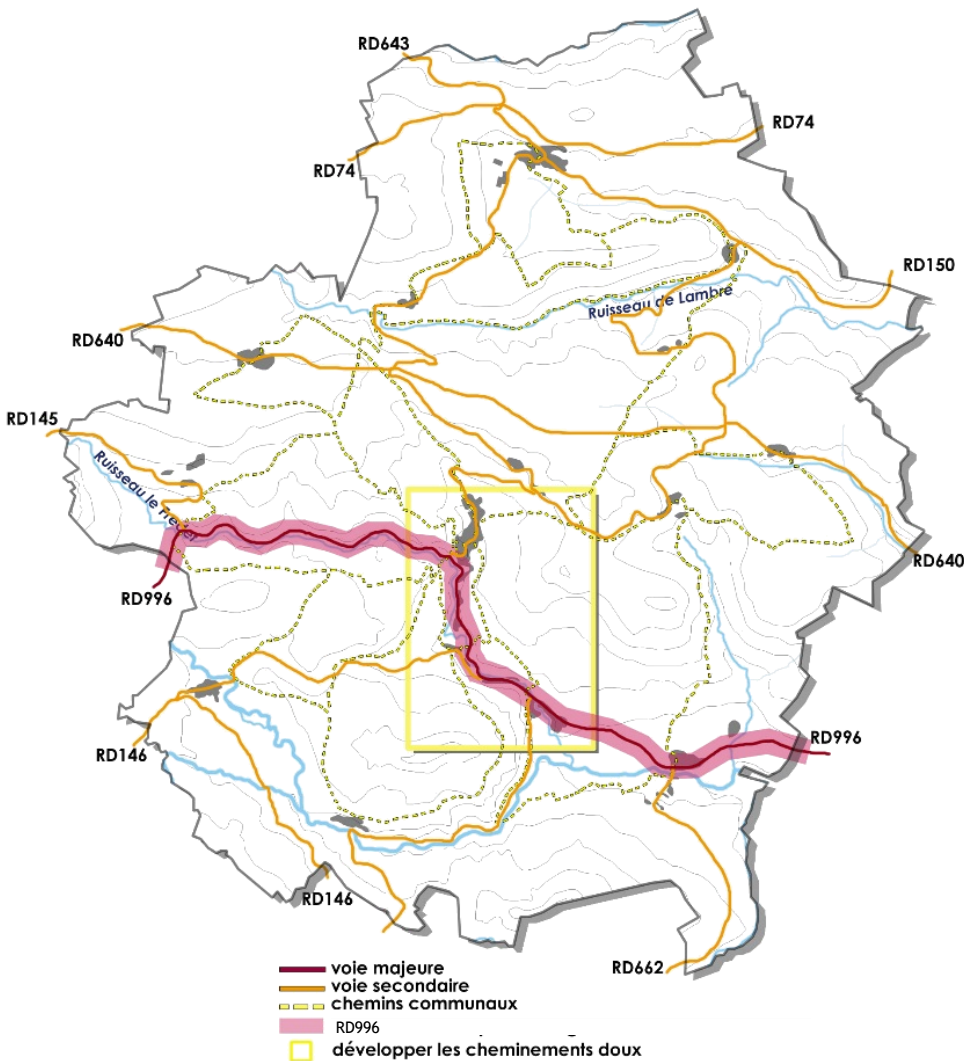 RD643
RD74
RD74
RD150
Ruisseau de Lambre
RD640
RD145
Ruisseau le
RD640
RD996
RD146
RD996
RD146
RD662
voie majeure
voie secondaire
chemins communaux
RD996
développer les cheminements doux